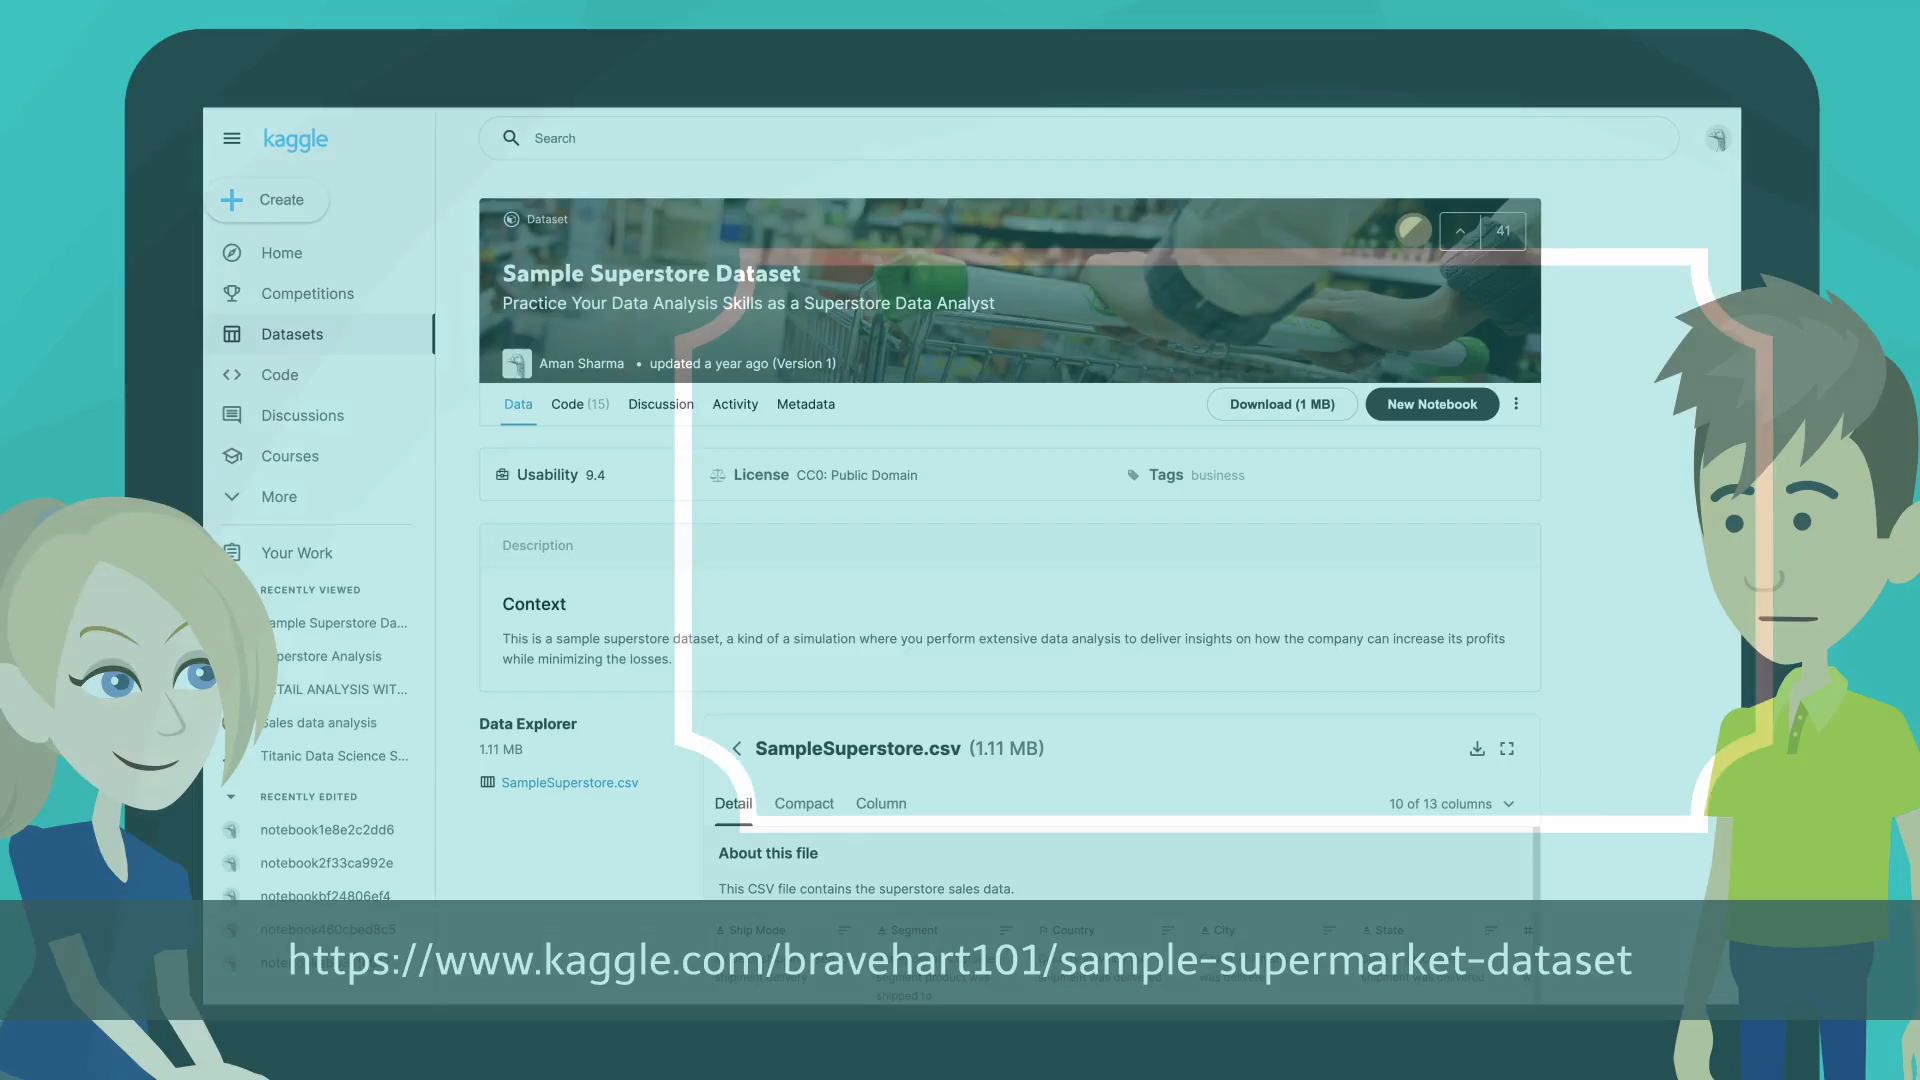 kaggle
Search
Create
Home
Competitions
Datasets
Code
Discussions
Courses
More
Your Work
RECENTLY VIEWED
ample Superstore Da...
perstore Analysis
TAIL ANALYSIS WIT...
ales data analysis
Titanic Data Science S...
RECENTLY EDITED
notebook1e8e2c2dd6
notebook2f33ca992e
notebookbf24806ef4
notebook460cbed8c5
Dataset
41
Sample Superstore Dataset
Practice Your Data Analysis Skills as a Superstore Data Analyst
Aman Sharma • updated a year ago (Version 1)
Data Code (15) Discussion Activity Metadata
Download (1 MB) New Notebook
Usability 9.4 License CC0: Public Domain Tags business
Description
Context
This is a sample superstore dataset, a kind of a simulation where you perform extensive data analysis to deliver insights on how the company can increase its profits
while minimizing the losses.
Data Explorer
1.11 MB
SampleSuperstore.csv
SampleSuperstore.csv (1.11 MB)
Detail Compact Column 10 of 13 columns
About this file
This CSV file contains the superstore sales data.
Ship Mode Segment Country City State
shipped to
https://www.kaggle.com/bravehart101/sample-supermarket-dataset